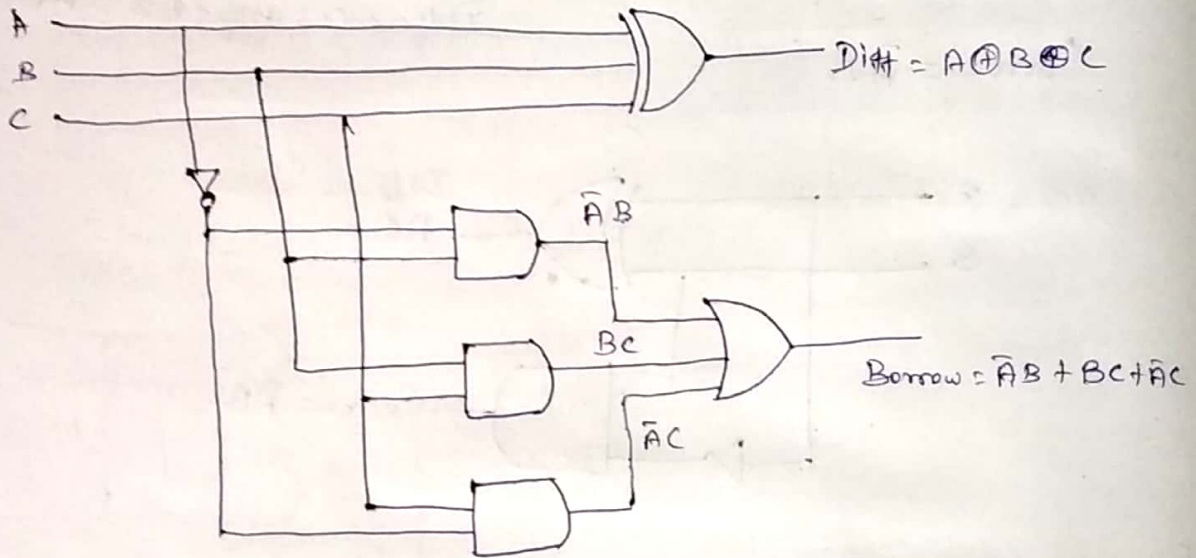 A
B
C
Diff = A⊕B⊕C
ĀB
BC
Borrow = ĀB + BC + ĀC
ĀC